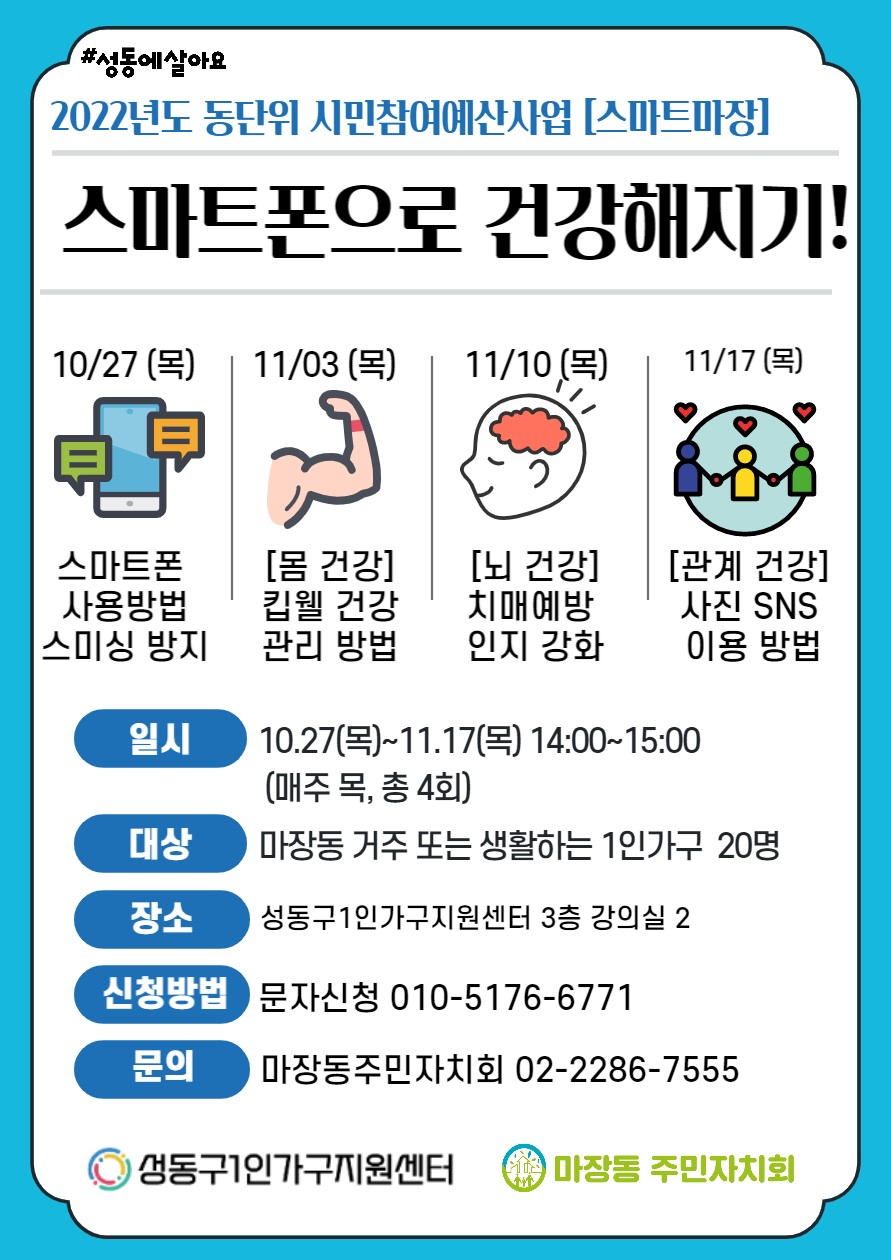 #성동에살아요
2022년도 동단위 시민참여예산사업 [스마트마장]
스마트폰으로 건강해지기!
10/27 (목)
스마트폰
사용방법
스미싱 방지
11/03 (목)
[몸 건강]
킵웰 건강
관리 방법
11/10 (목)
[뇌 건강]
치매예방
인지 강화
11/17 (목)
[관계 건강]
사진 SNS
이용 방법
일시 10.27(목)~11.17(목) 14:00~15:00
(매주 목, 총 4회)
대상 마장동 거주 또는 생활하는 1인가구 20명
장소 성동구1인가구지원센터 3층 강의실 2
신청방법 문자신청 010-5176-6771
문의 마장동주민자치회 02-2286-7555
성동구1인가구지원센터 마장동 주민자치회